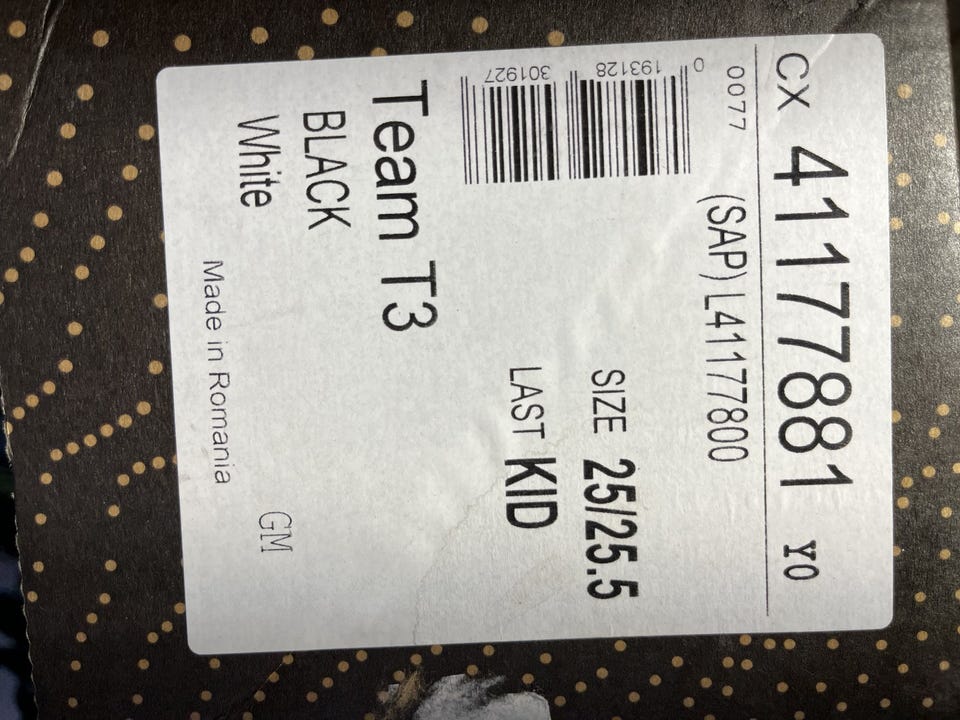 CX 41177881 Y0
0077 (SAP) L41177800
0 193128 301927
SIZE 25/25.5
LAST KID
Team T3
BLACK
White
GM
Made in Romania